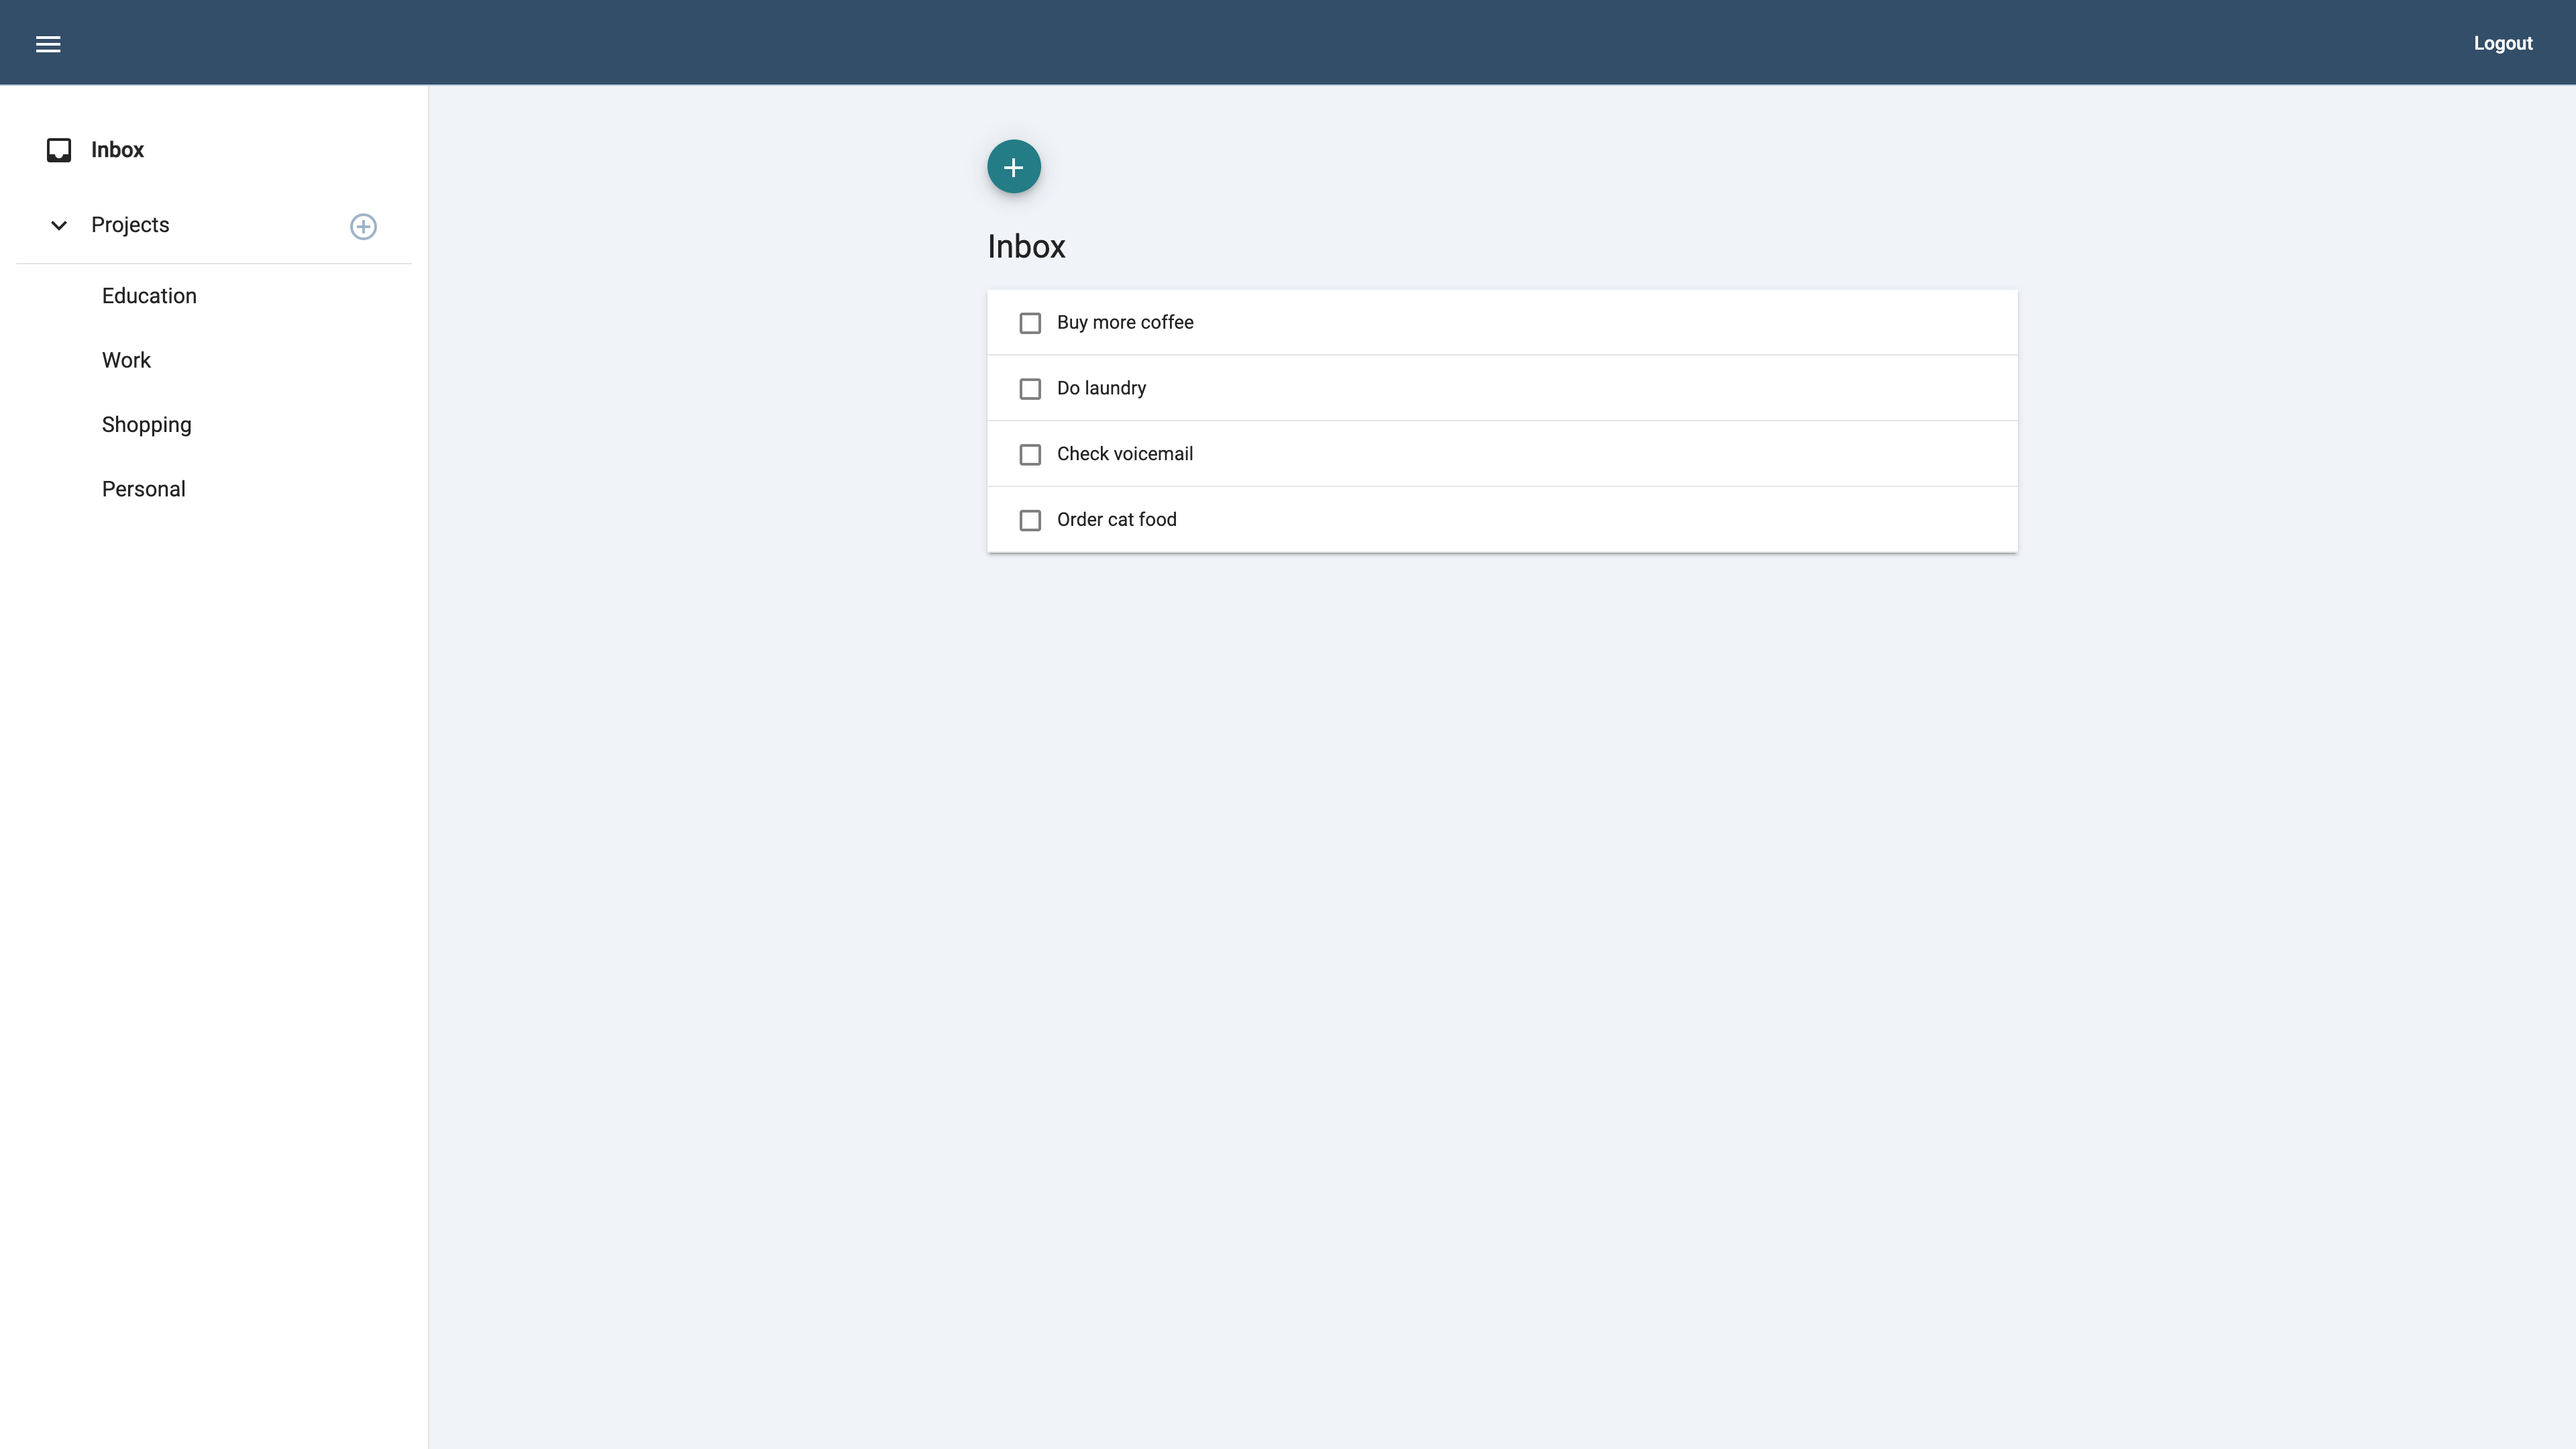 Logout
Inbox
Projects
Education
Work
Shopping
Personal
Inbox
Buy more coffee
Do laundry
Check voicemail
Order cat food